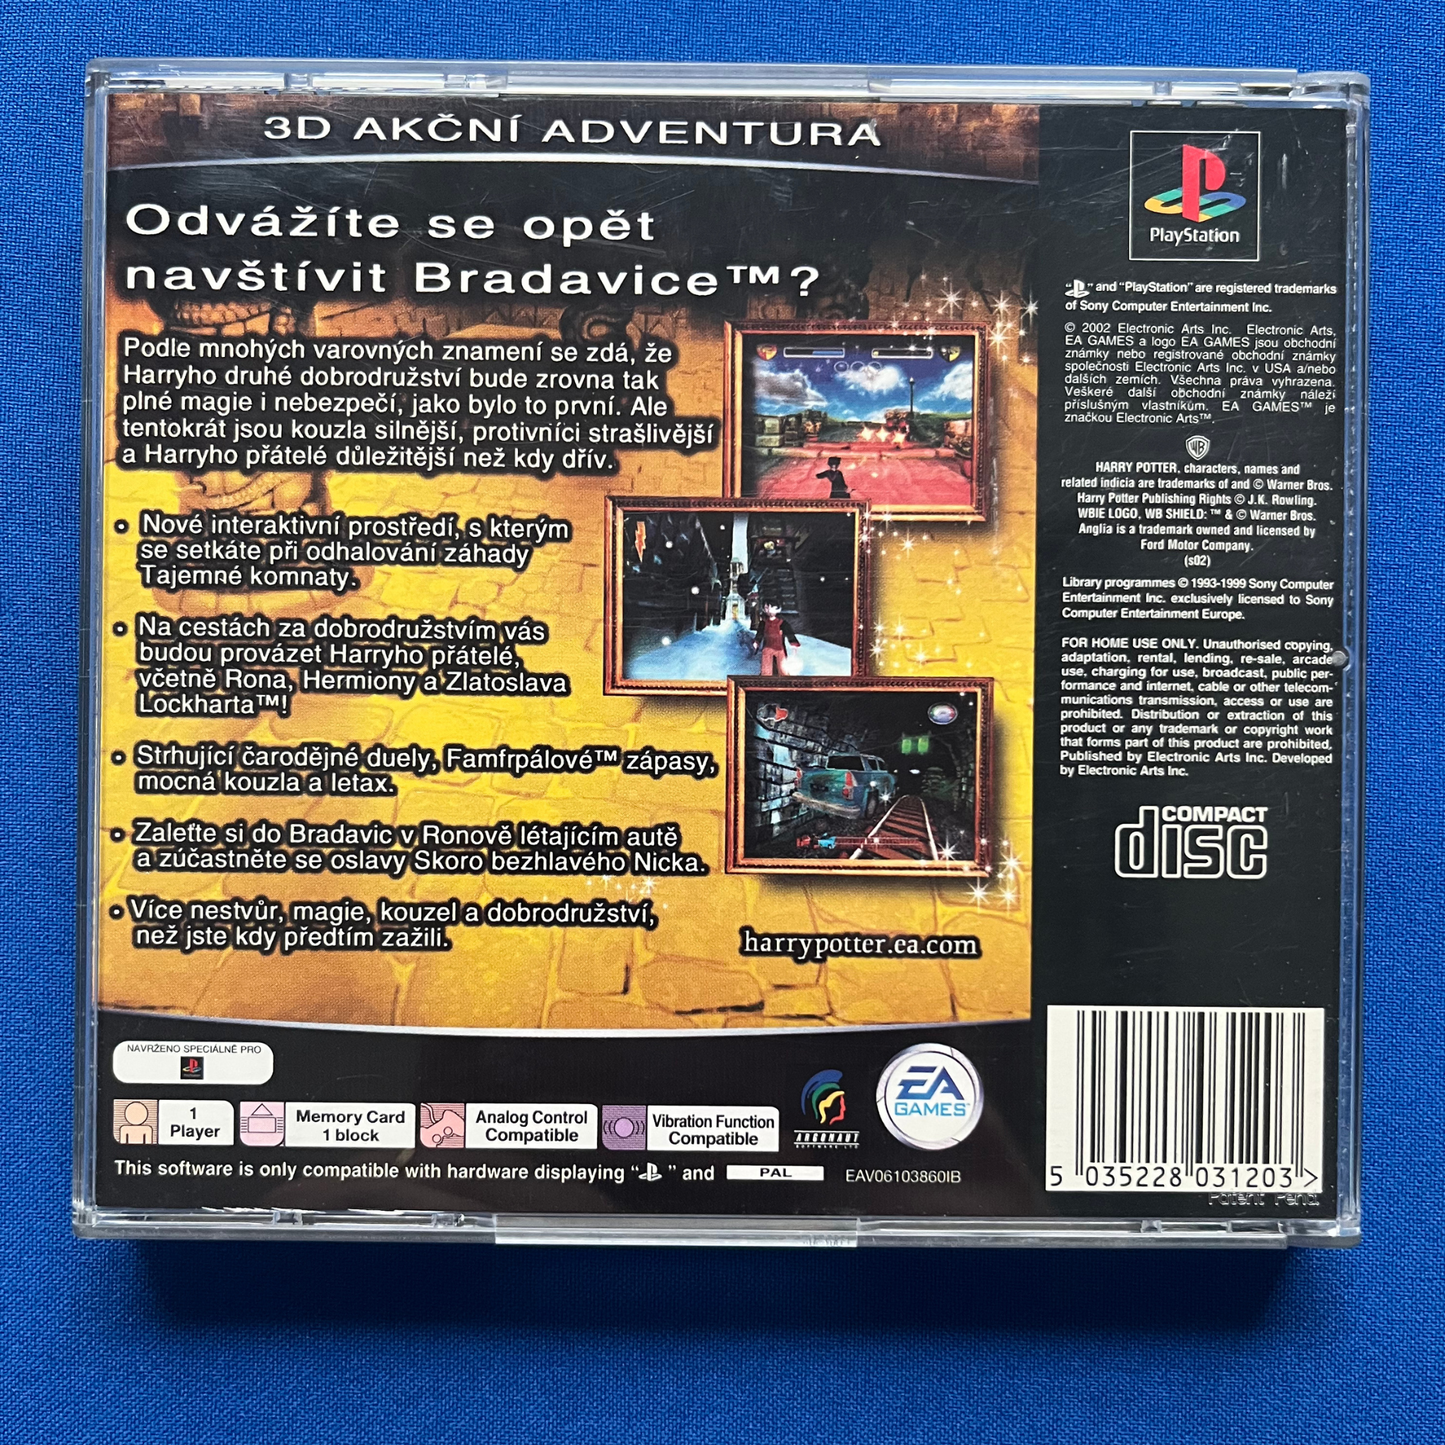 3D AKČNÍ ADVENTURA
Odvážíte se opět
navštívit Bradavice™?
Podle mnohých varovných znamení se zdá, že
Harryho druhé dobrodružství bude zrovna tak
plné magie i nebezpečí, jako bylo to první. Ale
tentokrát jsou kouzla silnější, protivníci strašlivější
a Harryho přátelé důležitější než kdy dřív.
• Nové interaktivní prostředí, s kterým
se setkáte při odhalování záhady
Tajemné komnaty.
• Na cestách za dobrodružstvím vás
budou provázet Harryho přátelé,
včetně Rona, Hermiony a Zlatoslava
Lockharta™!
• Strhující čarodějné duely, Famfrpálové™ zápasy,
mocná kouzla a letax.
• Zaleťte si do Bradavic v Ronově létajícím autě
a zúčastněte se oslavy Skoro bezhlavého Nicka.
• Více nestvůr, magie, kouzel a dobrodružství,
než jste kdy předtím zažili.
harrypotter.ea.com
NAVRŽENO SPECIÁLNĚ PRO
1
Player
Memory Card
1 block
Analog Control
Compatible
Vibration Function
Compatible
ARGONAUT
SOFTWARE LTD
EA
GAMES™
This software is only compatible with hardware displaying " " and PAL
EAV06103860IB
PlayStation
" " and "PlayStation" are registered trademarks
of Sony Computer Entertainment Inc.
© 2002 Electronic Arts Inc. Electronic Arts,
EA GAMES a logo EA GAMES jsou obchodní
známky nebo registrované obchodní známky
společnosti Electronic Arts Inc. v USA a/nebo
dalších zemích. Všechna práva vyhrazena.
Veškeré další obchodní známky náleží
příslušným vlastníkům. EA GAMES™ je
značkou Electronic Arts™.
WB
HARRY POTTER, characters, names and
related indicia are trademarks of and © Warner Bros.
Harry Potter Publishing Rights © J.K. Rowling.
WBIE LOGO, WB SHIELD: ™ & © Warner Bros.
Anglia is a trademark owned and licensed by
Ford Motor Company.
(s02)
Library programmes © 1993-1999 Sony Computer
Entertainment Inc. exclusively licensed to Sony
Computer Entertainment Europe.
FOR HOME USE ONLY. Unauthorised copying,
adaptation, rental, lending, re-sale, arcade
use, charging for use, broadcast, public per-
formance and internet, cable or other telecom-
munications transmission, access or use are
prohibited. Distribution or extraction of this
product or any trademark or copyright work
that forms part of this product are prohibited.
Published by Electronic Arts Inc. Developed
by Electronic Arts Inc.
COMPACT
disc
5 035228 031203 >
Patent Pend.